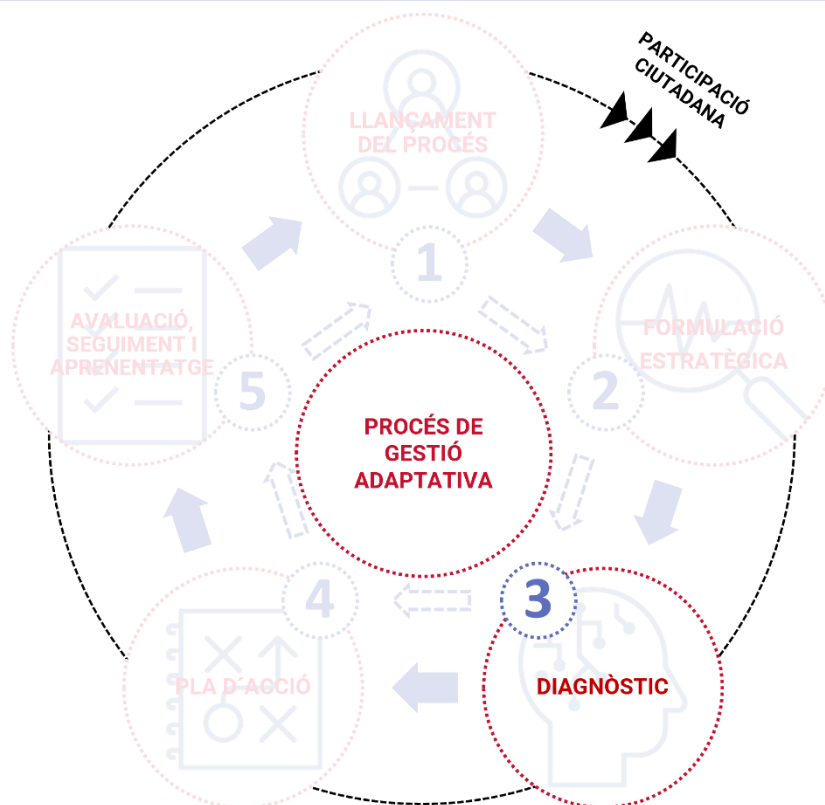 PARTICIPACIÓ
CIUTADANA
LLANÇAMENT
DEL PROCÉS
1
FORMULACIÓ
ESTRATÈGICA
2
AVALUACIÓ,
SEGUIMENT I
APRENENTATGE
5
PROCÉS DE
GESTIÓ
ADAPTATIVA
3
DIAGNÒSTIC
4
PLA D´ACCIÓ